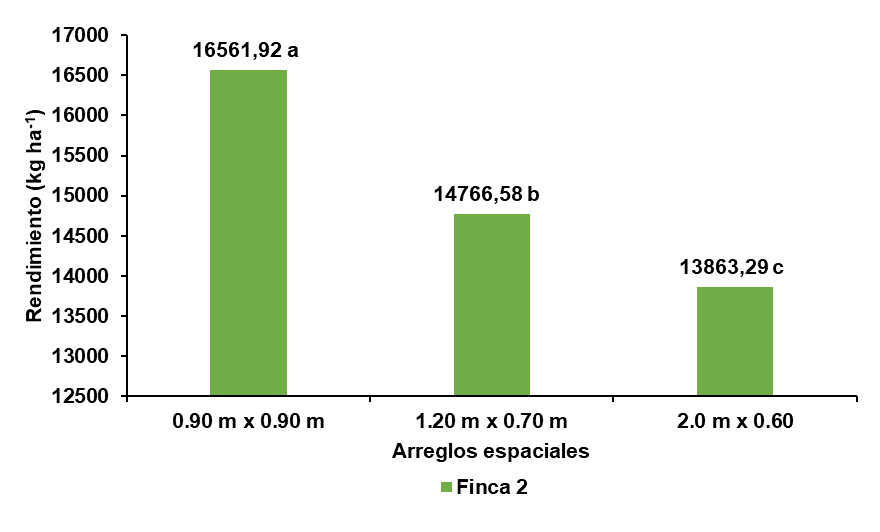 17000
16500
16000
15500
15000
14500
14000
13500
13000
12500
Rendimiento (kg ha-1)
16561,92 a
14766,58 b
13863,29 c
0.90 m x 0.90 m
1.20 m x 0.70 m
2.0 m x 0.60
Arreglos espaciales
Finca 2